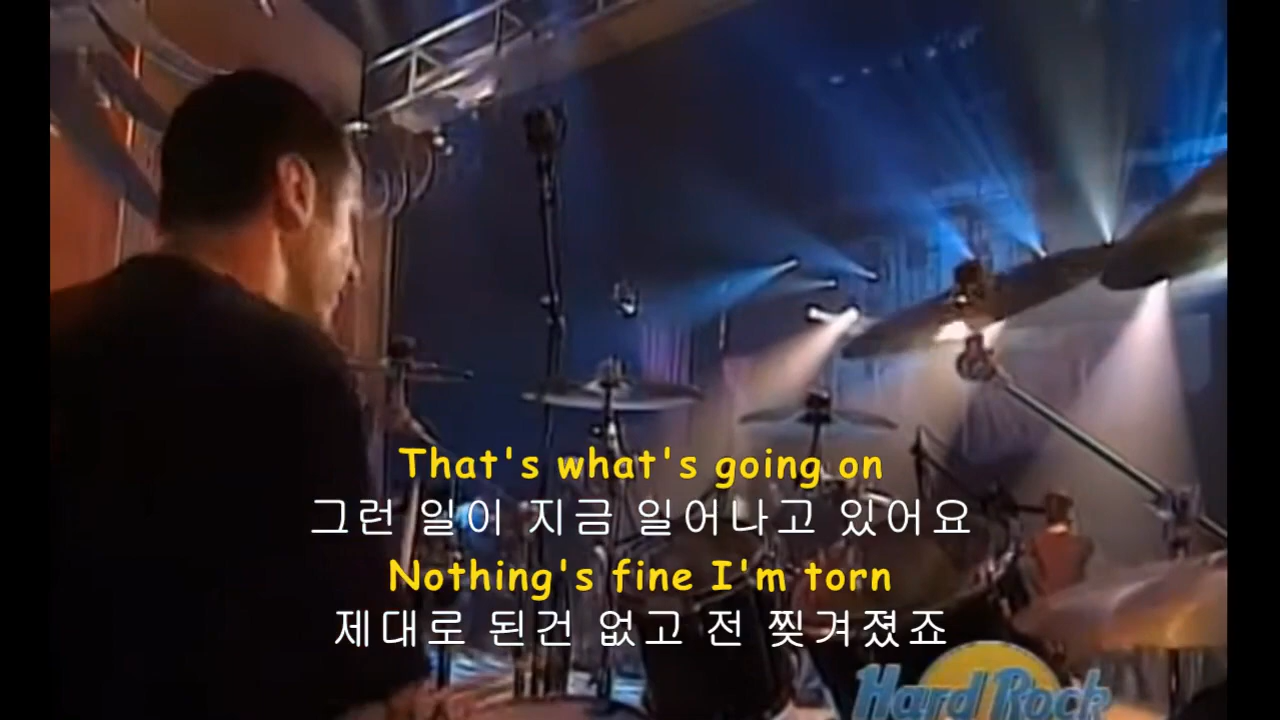 That's what's going on
그런 일이 지금 일어나고 있어요
Nothing's fine I'm torn
제대로 된건 없고 전 찢겨졌죠
Hard Rock